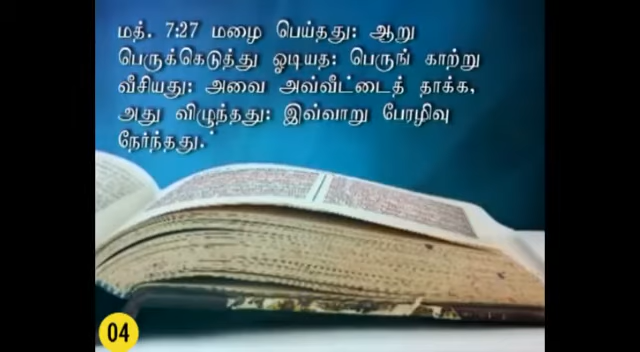 மத். 7:27 மழை பெய்தது: ஆறு
பெருக்கெடுத்து ஓடியத: பெருங் காற்று
வீசியது: அவை அவ்வீட்டைத் தாக்க,
அது விழுந்தது: இவ்வாறு பேரழிவு
நேர்ந்தது.'
04